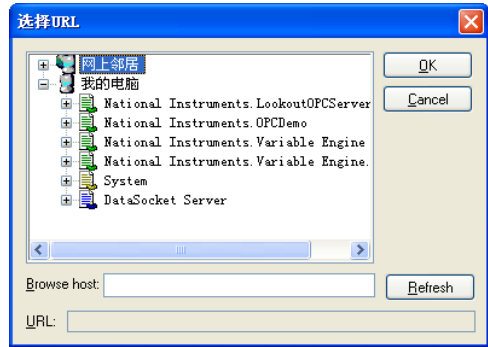 选择URL
网上邻居
我的电脑
National Instruments.LookoutOPCServer
National Instruments.OPCDemo
National Instruments.Variable Engine
National Instruments.Variable Engine.
System
DataSocket Server
OK
Cancel
Browse host:
Refresh
URL: